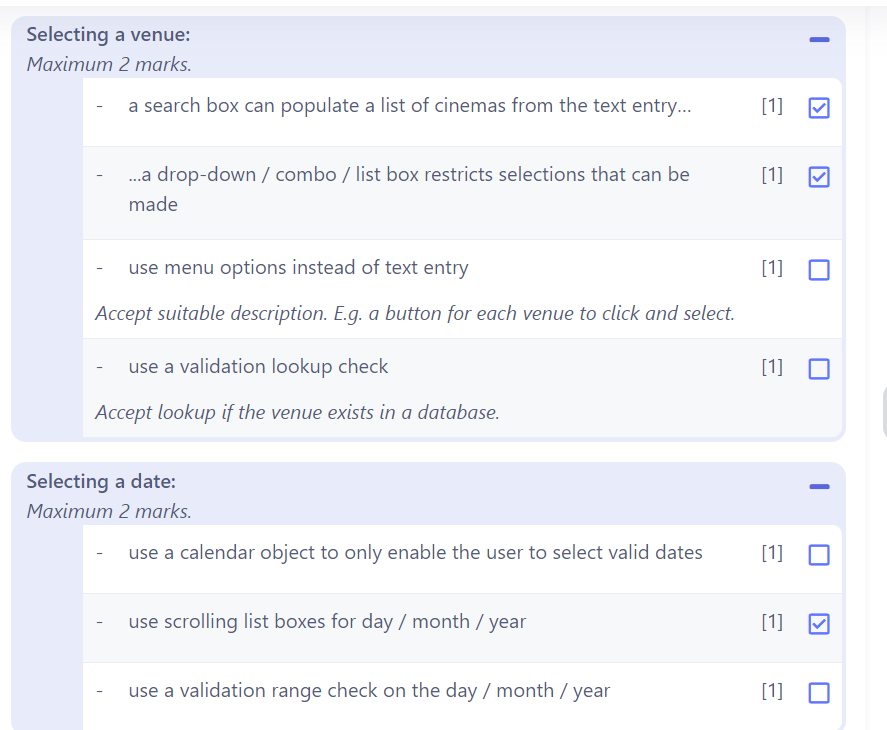 Selecting a venue:
Maximum 2 marks.
- a search box can populate a list of cinemas from the text entry... [1]
- ...a drop-down / combo / list box restricts selections that can be [1]
made
- use menu options instead of text entry [1]
Accept suitable description. E.g. a button for each venue to click and select.
- use a validation lookup check [1]
Accept lookup if the venue exists in a database.
Selecting a date:
Maximum 2 marks.
- use a calendar object to only enable the user to select valid dates [1]
- use scrolling list boxes for day / month / year [1]
- use a validation range check on the day / month / year [1]